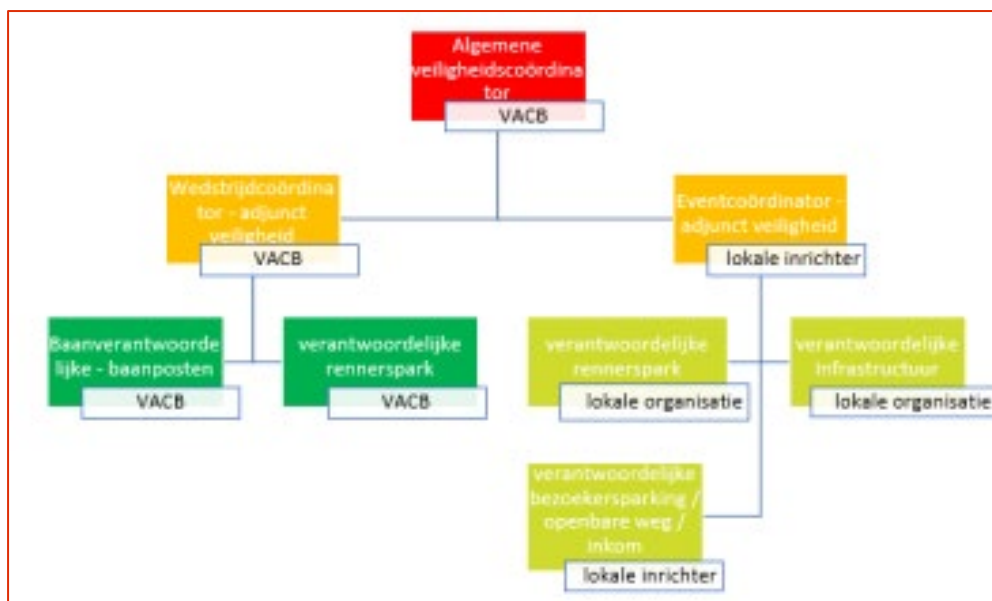 Algemene
veiligheidscoördina
tor
VACB
Wedstrijdcoördina
tor - adjunct
veiligheid
VACB
Eventcoördinator -
adjunct veiligheid
lokale inrichter
Baanverantwoorde
lijke - baanposten
VACB
verantwoordelijke
rennerspark
VACB
verantwoordelijke
rennerspark
lokale organisatie
verantwoordelijke
infrastructuur
lokale organisatie
verantwoordelijke
bezoekersparking /
openbare weg /
inkom
lokale inrichter